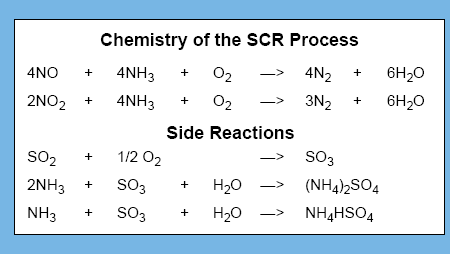 Chemistry of the SCR Process
4NO + 4NH₃ + O₂ —> 4N₂ + 6H₂O
2NO₂ + 4NH₃ + O₂ —> 3N₂ + 6H₂O
Side Reactions
SO₂ + 1/2 O₂ —> SO₃
2NH₃ + SO₃ + H₂O —> (NH₄)₂SO₄
NH₃ + SO₃ + H₂O —> NH₄HSO₄